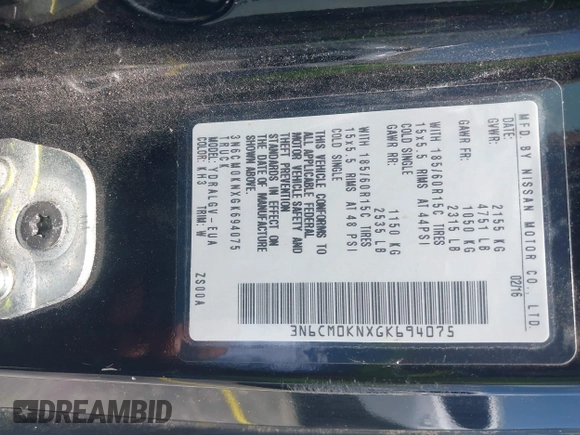 MFD. BY NISSAN MOTOR CO., LTD.
DATE: 02/16
GVWR: 2155 KG
4751 LB
GAWR FR: 1050 KG
2315 LB
WITH 185/60R15C TIRES
15x5.5 RIMS AT 44PSI
COLD SINGLE
GAWR RR: 1150 KG
2535 LB
WITH 185/60R15C TIRES
15x5.5 RIMS AT 48 PSI
COLD SINGLE
THIS VEHICLE CONFORMS TO
ALL APPLICABLE FEDERAL
MOTOR VEHICLE SAFETY AND
THEFT PREVENTION
STANDARDS IN EFFECT ON
THE DATE OF MANUFACTURE
SHOWN ABOVE.
3N6CM0KNXGK694075
TRUCK
MODEL: YDRALGV-EUA
COLOR: KH3 TRIM: W
ZS00A
3N6CM0KNXGK694075
DREAMBID